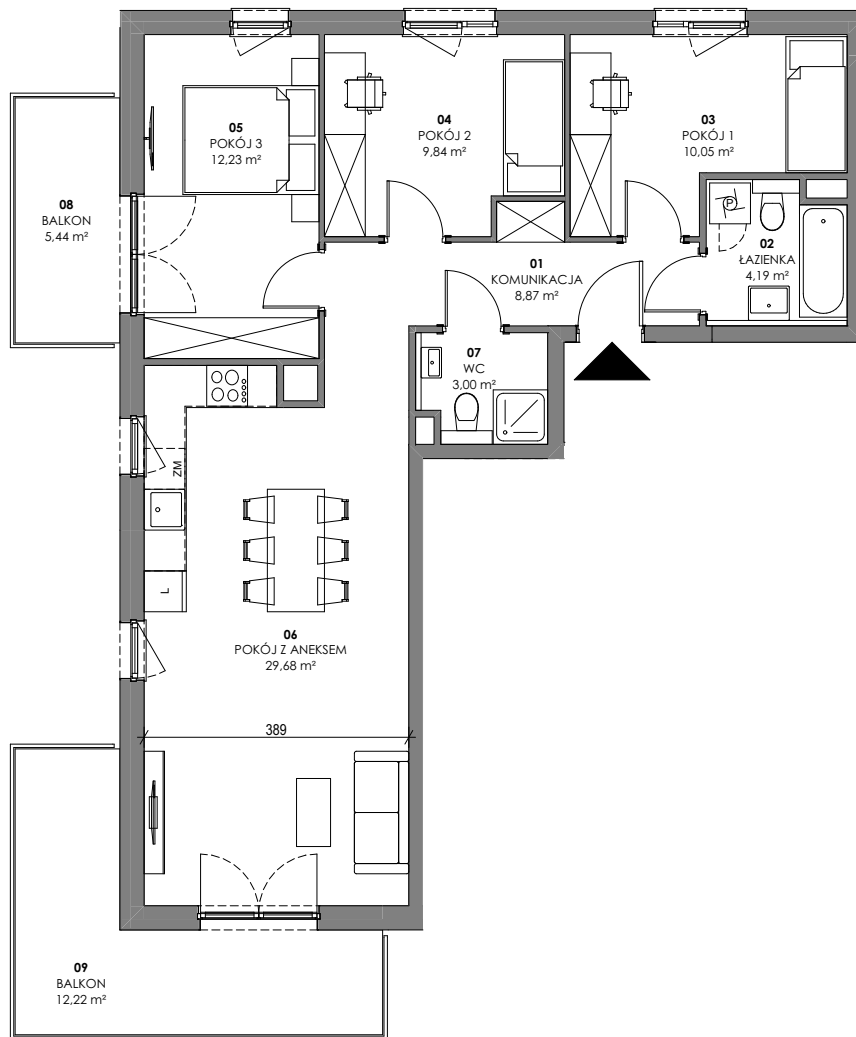 05
POKÓJ 3
12,23 m²
04
POKÓJ 2
9,84 m²
03
POKÓJ 1
10,05 m²
08
BALKON
5,44 m²
P
02
ŁAZIENKA
4,19 m²
01
KOMUNIKACJA
8,87 m²
07
WC
3,00 m²
ZM
L
06
POKÓJ Z ANEKSEM
29,68 m²
389
09
BALKON
12,22 m²